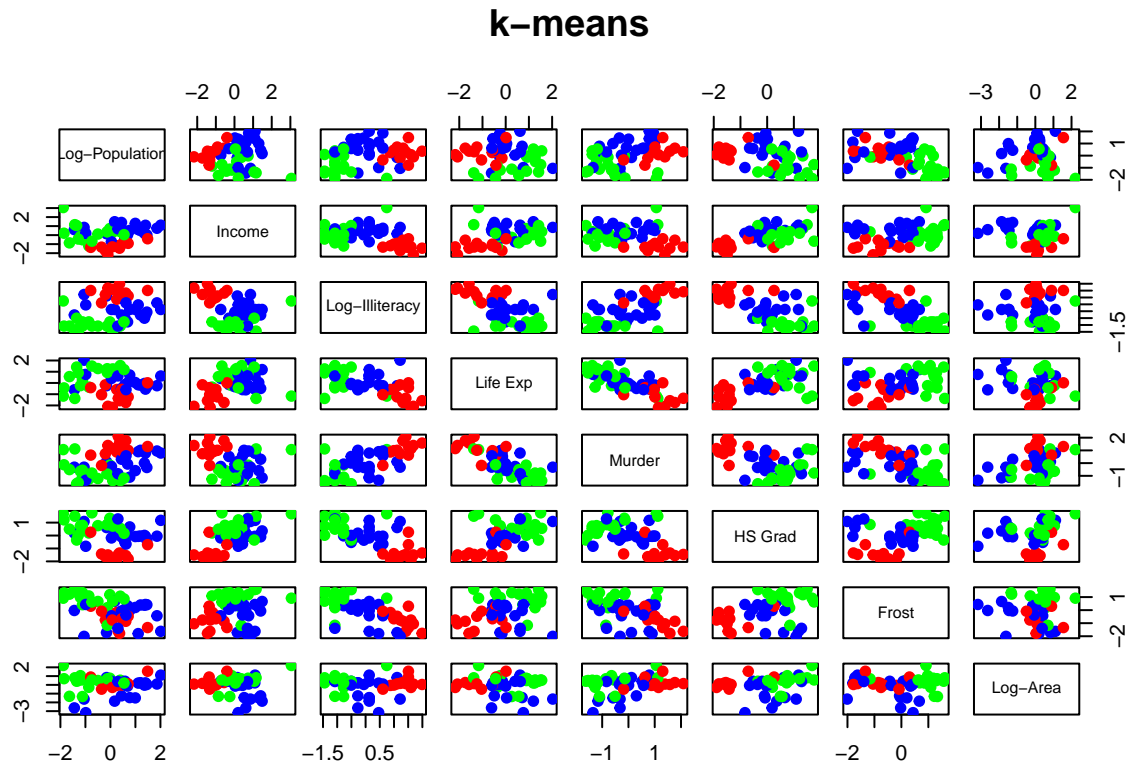 k−means
−2 0 2 −2 0 2 −2 0 −3 −1 2
Log−Population
1
−2
2
−2
Income
Log−Illiteracy
−1.5
2
−2
Life Exp
Murder
2
−1
1
−2
HS Grad
Frost
1
−2
2
−3
Log−Area
−2 0 2 −1.5 0.5 −1 1 −2 0